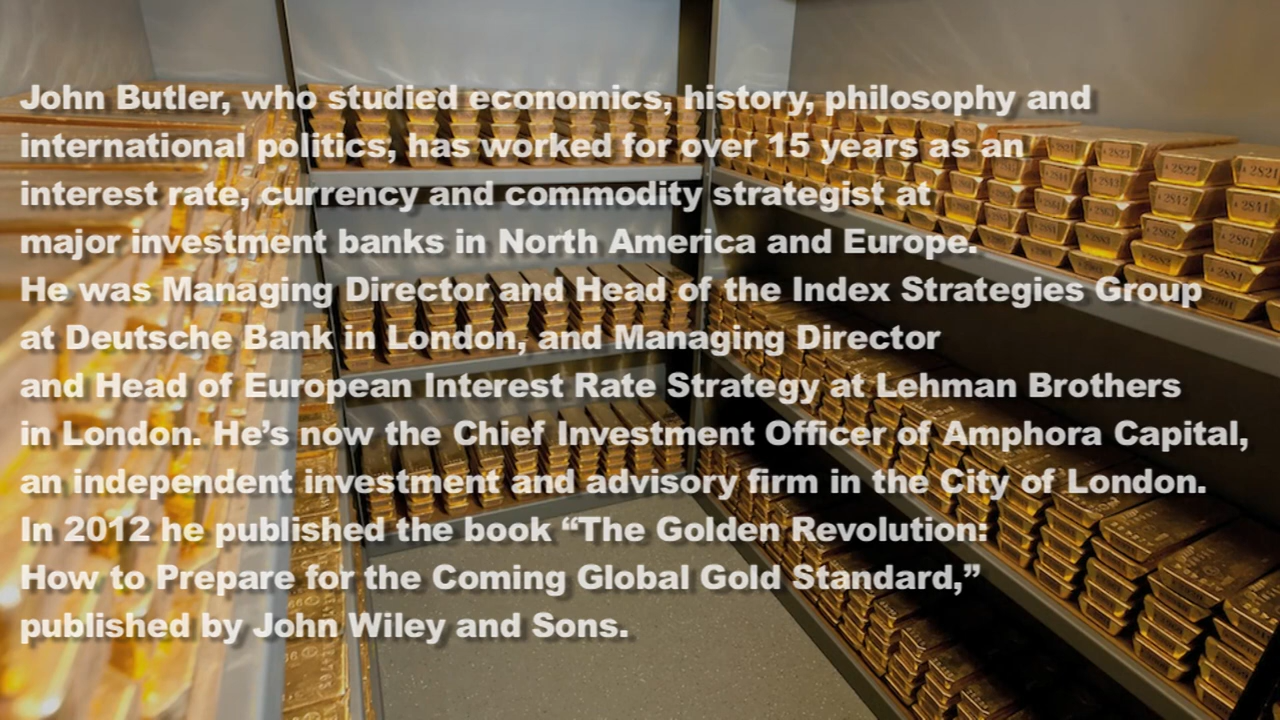 John Butler, who studied economics, history, philosophy and
international politics, has worked for over 15 years as an
interest rate, currency and commodity strategist at
major investment banks in North America and Europe.
He was Managing Director and Head of the Index Strategies Group
at Deutsche Bank in London, and Managing Director
and Head of European Interest Rate Strategy at Lehman Brothers
in London. He’s now the Chief Investment Officer of Amphora Capital,
an independent investment and advisory firm in the City of London.
In 2012 he published the book “The Golden Revolution:
How to Prepare for the Coming Global Gold Standard,”
published by John Wiley and Sons.